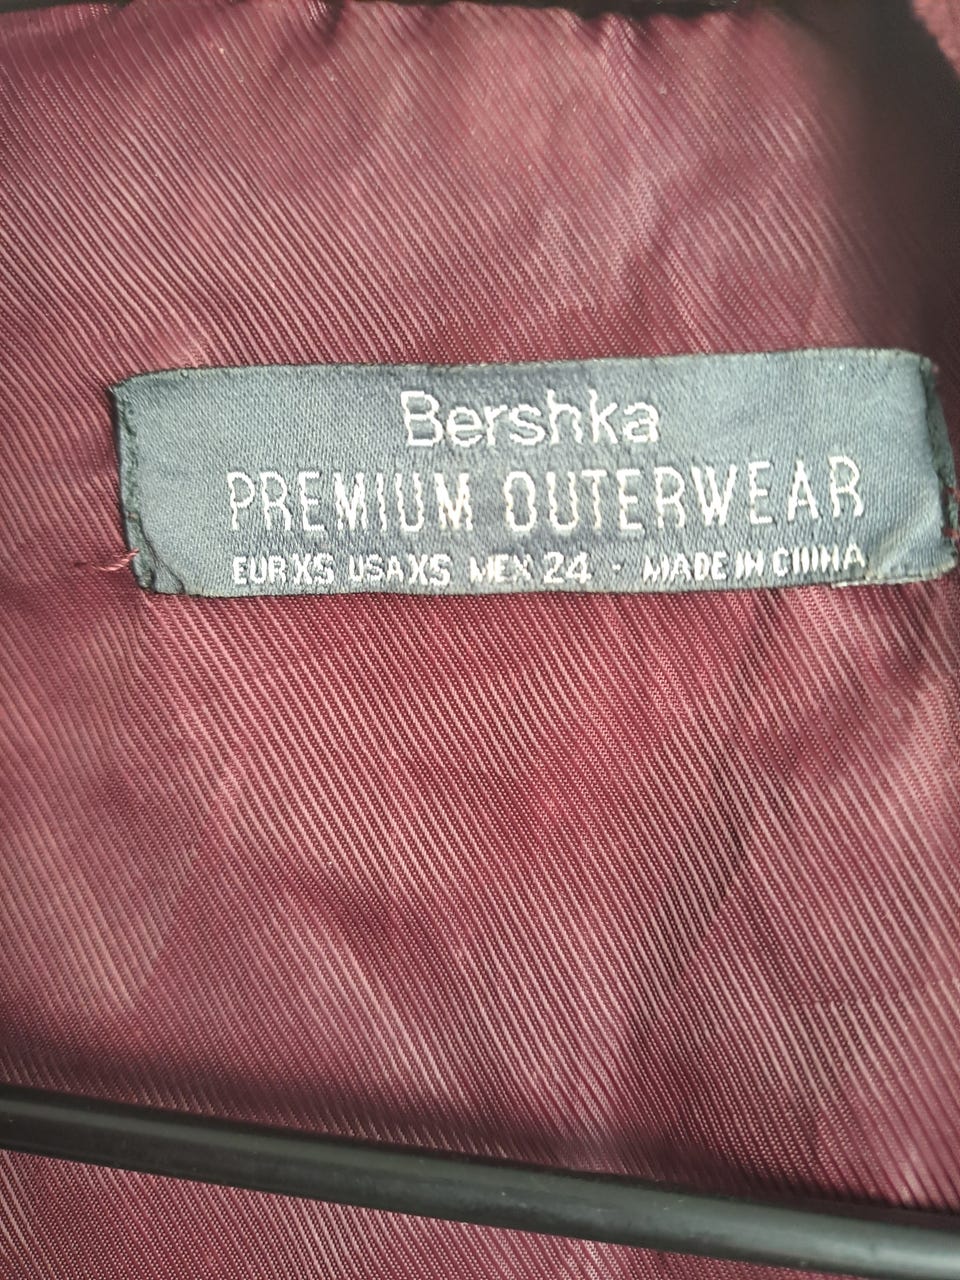 Bershka
PREMIUM OUTERWEAR
EUR XS USA XS MEX 24 · MADE IN CHINA